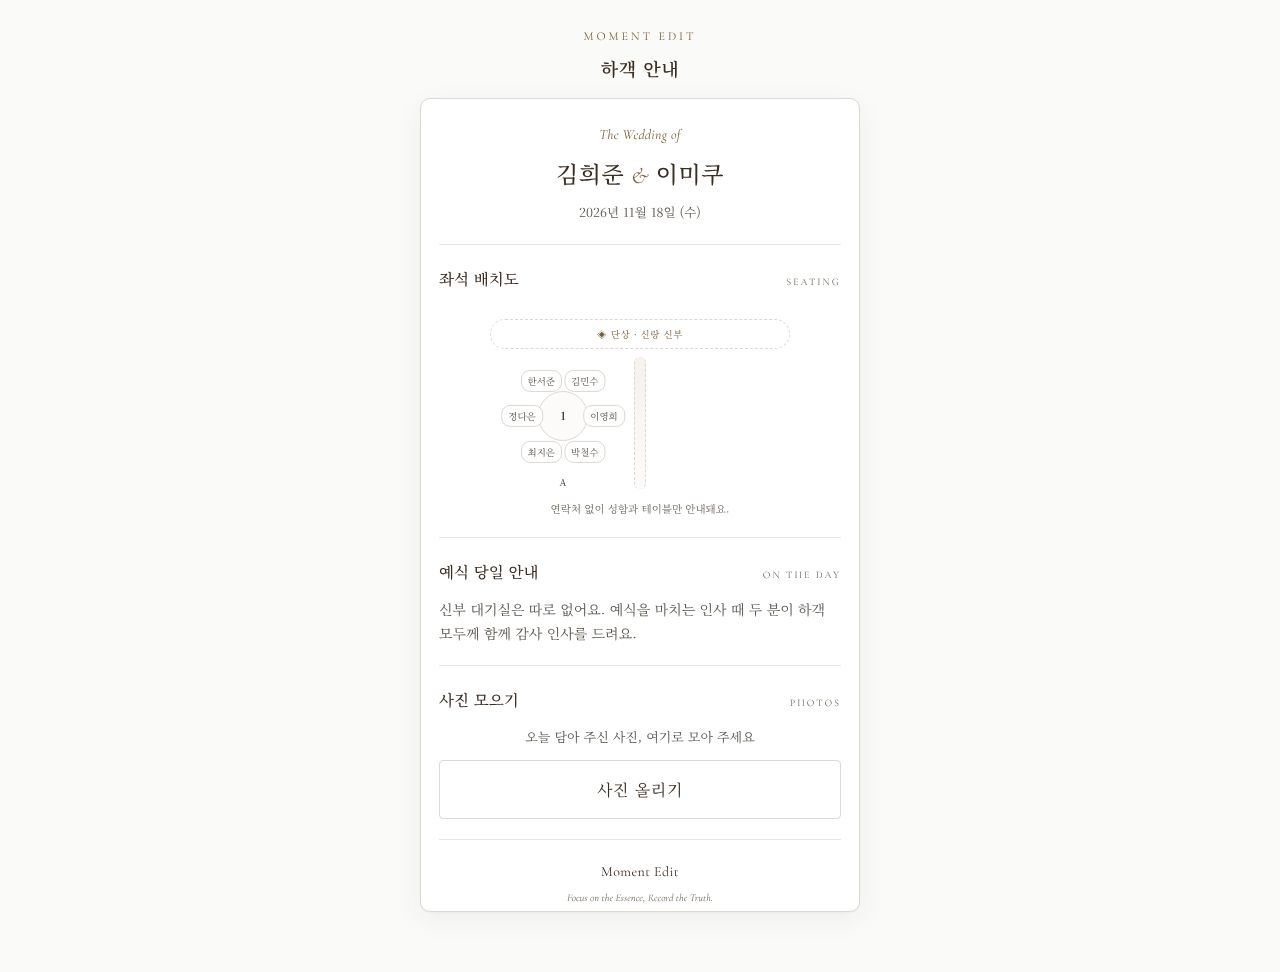 MOMENT EDIT
하객 안내
The Wedding of
김희준 & 이미쿠
2026년 11월 18일 (수)
좌석 배치도
SEATING
◈ 단상 · 신랑 신부
한서준 김민수
정다은 1 이영희
최지은 박철수
A
연락처 없이 성함과 테이블만 안내돼요.
예식 당일 안내
ON THE DAY
신부 대기실은 따로 없어요. 예식을 마치는 인사 때 두 분이 하객
모두께 함께 감사 인사를 드려요.
사진 모으기
PHOTOS
오늘 담아 주신 사진, 여기로 모아 주세요
사진 올리기
Moment Edit
Focus on the Essence, Record the Truth.